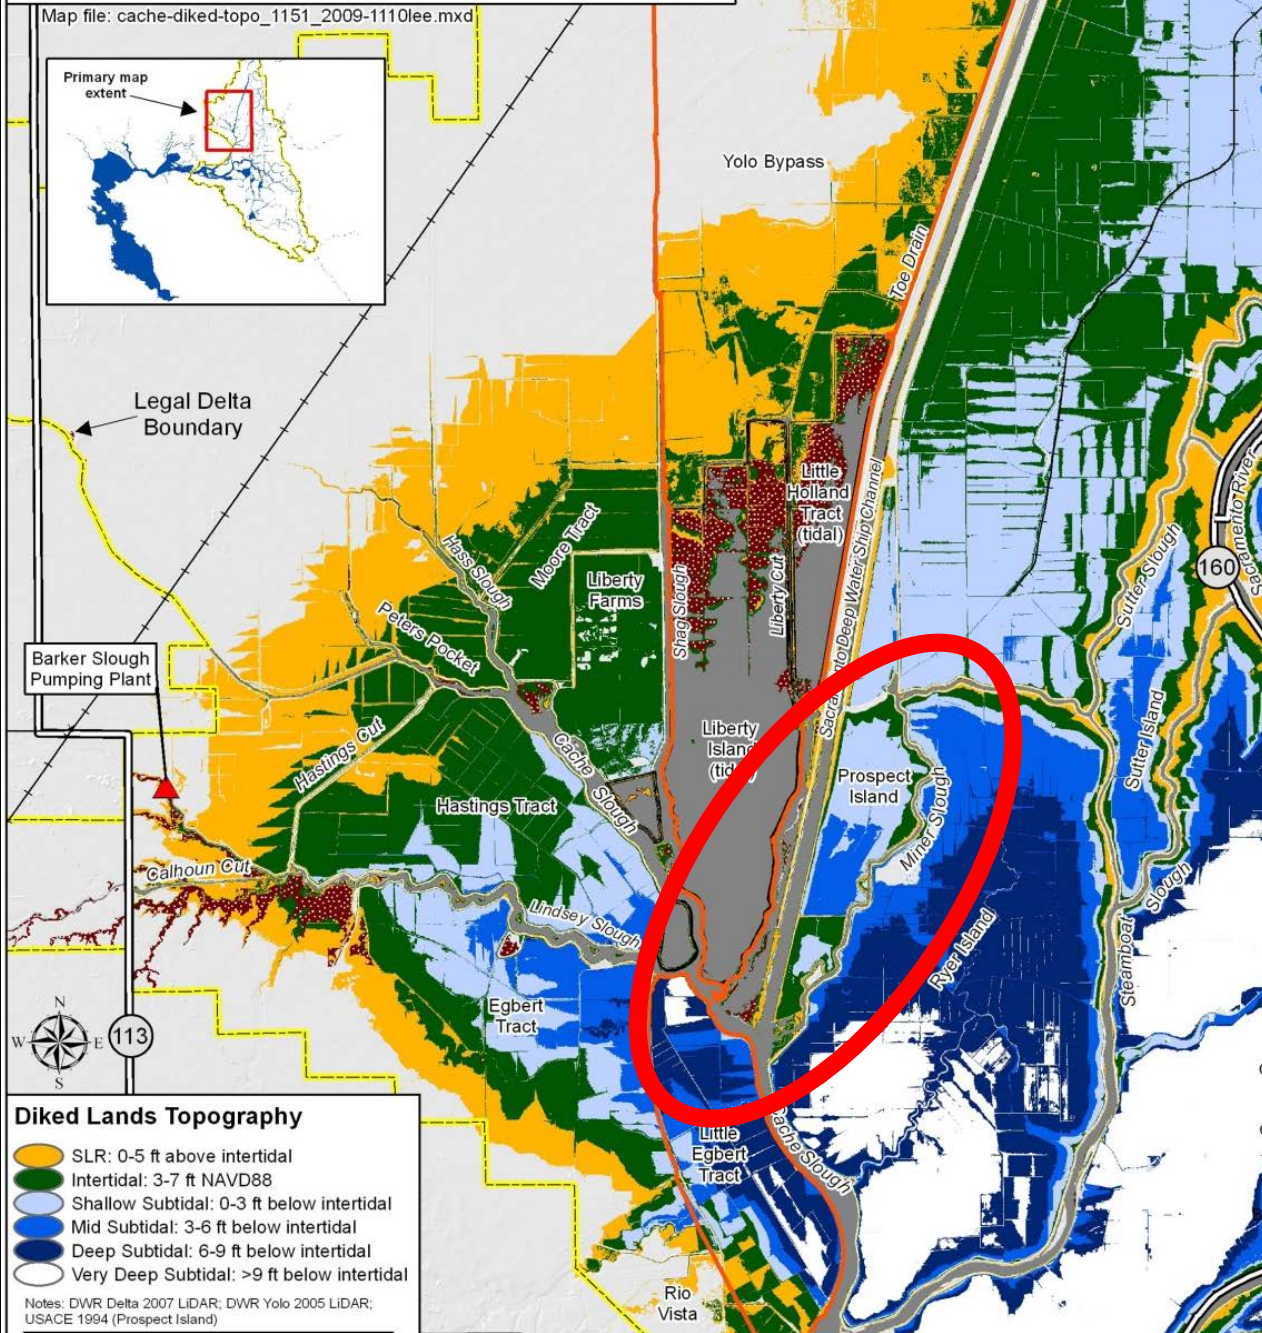 Map file: cache-diked-topo_1151_2009-1110lee.mxd
Primary map
extent
Yolo Bypass
Toe Drain
Legal Delta
Boundary
Little
Holland
Tract
(tidal)
Sacramento River
160
Moore Tract
Hass Slough
Liberty
Farms
Shag Slough
Liberty Cut
Sutter Slough
Peters Pocket
Barker Slough
Pumping Plant
Hastings Cut
Cache
Slough
Liberty
Island
Deep Water Ship Channel
Prospect
Island
Miner Slough
Sutter Island
Hastings Tract
Calhoun Cut
Lindsey Slough
Ryer Island
Steamboat
Slough
Egbert
Tract
N
W
E
S
113
Little
Egbert
Tract
Cache Slough
Rio
Vista
Diked Lands Topography
SLR: 0-5 ft above intertidal
Intertidal: 3-7 ft NAVD88
Shallow Subtidal: 0-3 ft below intertidal
Mid Subtidal: 3-6 ft below intertidal
Deep Subtidal: 6-9 ft below intertidal
Very Deep Subtidal: >9 ft below intertidal
Notes: DWR Delta 2007 LiDAR; DWR Yolo 2005 LiDAR;
USACE 1994 (Prospect Island)